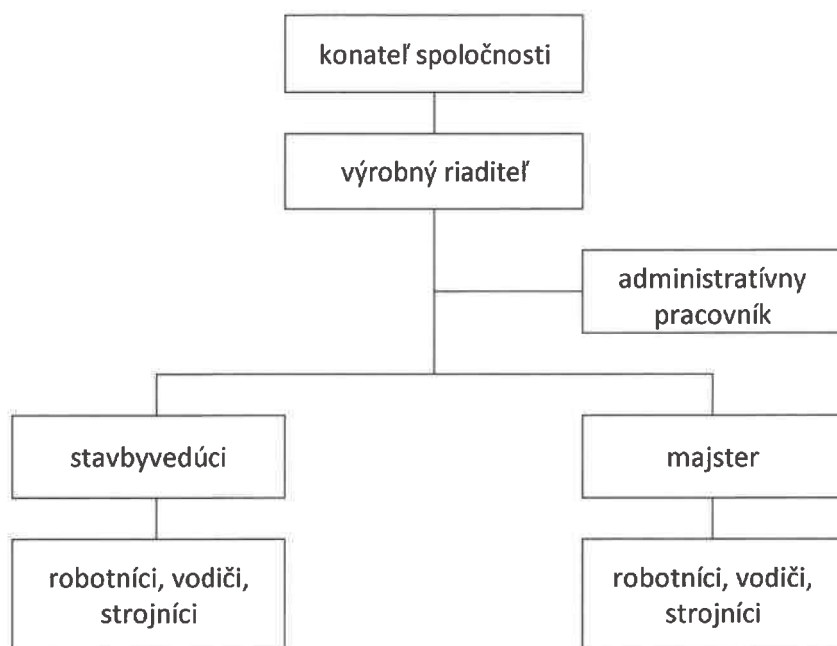 konateľ spoločnosti
výrobný riaditeľ
administratívny
pracovník
stavbyvedúci
majster
robotníci, vodiči,
strojníci
robotníci, vodiči,
strojníci